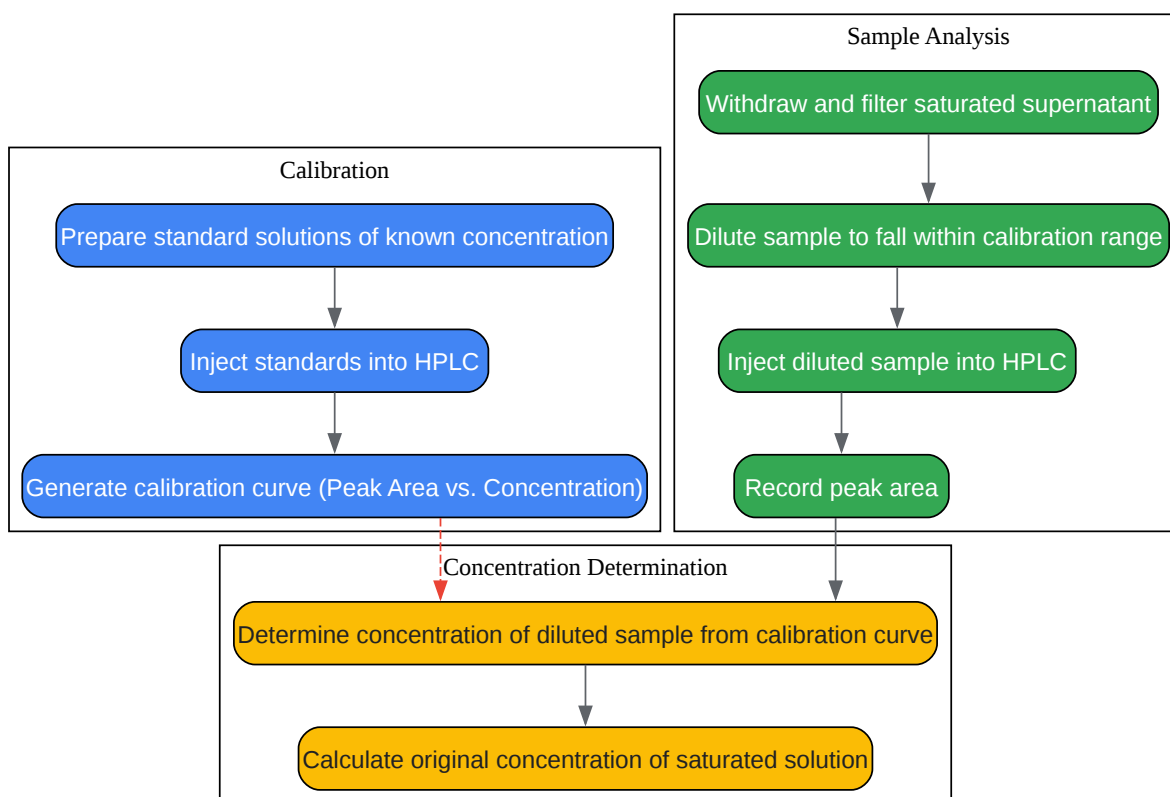 Calibration
Prepare standard solutions of known concentration
Inject standards into HPLC
Generate calibration curve (Peak Area vs. Concentration)
Sample Analysis
Withdraw and filter saturated supernatant
Dilute sample to fall within calibration range
Inject diluted sample into HPLC
Record peak area
Concentration Determination
Determine concentration of diluted sample from calibration curve
Calculate original concentration of saturated solution